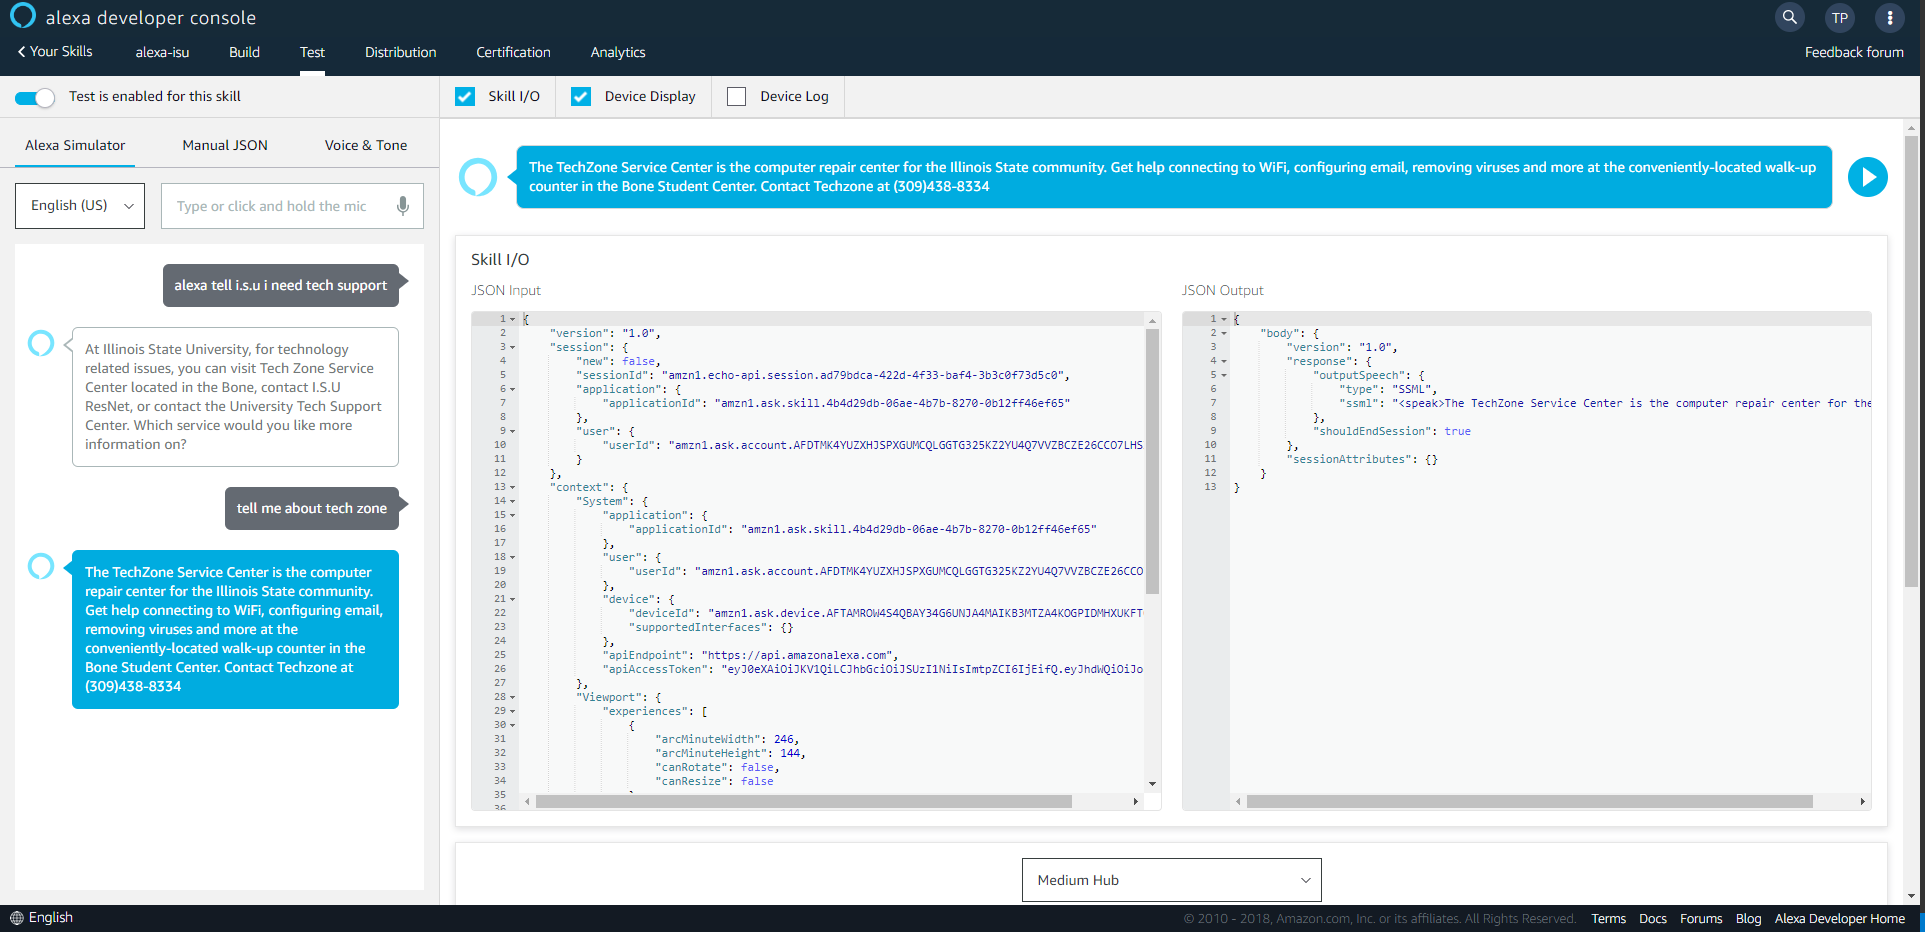 alexa developer console
TP
Your Skills
alexa-isu
Build
Test
Distribution
Certification
Analytics
Feedback forum
Test is enabled for this skill
Skill I/O
Device Display
Device Log
Alexa Simulator
Manual JSON
Voice & Tone
English (US)
Type or click and hold the mic
alexa tell i.s.u i need tech support
At Illinois State University, for technology
related issues, you can visit Tech Zone Service
Center located in the Bone, contact I.S.U
ResNet, or contact the University Tech Support
Center. Which service would you like more
information on?
tell me about tech zone
The TechZone Service Center is the computer
repair center for the Illinois State community.
Get help connecting to WiFi, configuring email,
removing viruses and more at the
conveniently-located walk-up counter in the
Bone Student Center. Contact Techzone at
(309)438-8334
The TechZone Service Center is the computer repair center for the Illinois State community. Get help connecting to WiFi, configuring email, removing viruses and more at the conveniently-located walk-up
counter in the Bone Student Center. Contact Techzone at (309)438-8334
Skill I/O
JSON Input
1 {
2 "version": "1.0",
3 "session": {
4 "new": false,
5 "sessionId": "amzn1.echo-api.session.ad79bdca-422d-4f33-baf4-3b3c0f73d5c0",
6 "application": {
7 "applicationId": "amzn1.ask.skill.4b4d29db-06ae-4b7b-8270-0b12ff46ef65"
8 },
9 "user": {
10 "userId": "amzn1.ask.account.AFDTMK4YUZXHJSPXGUMCQLGGTG325KZ2YU4Q7VVZBCZE26CCO7LHS
11 }
12 },
13 "context": {
14 "System": {
15 "application": {
16 "applicationId": "amzn1.ask.skill.4b4d29db-06ae-4b7b-8270-0b12ff46ef65"
17 },
18 "user": {
19 "userId": "amzn1.ask.account.AFDTMK4YUZXHJSPXGUMCQLGGTG325KZ2YU4Q7VVZBCZE26CCO
20 },
21 "device": {
22 "deviceId": "amzn1.ask.device.AFTAMROW4S4QBAY34G6UNJA4MAIKB3MTZA4KOGPIDMHXUKFT
23 "supportedInterfaces": {}
24 },
25 "apiEndpoint": "https://api.amazonalexa.com",
26 "apiAccessToken": "eyJ0eXAiOiJKV1QiLCJhbGciOiJSUzI1NiIsImtpZCI6IjEifQ.eyJhdWQiOiJo
27 },
28 "Viewport": {
29 "experiences": [
30 {
31 "arcMinuteWidth": 246,
32 "arcMinuteHeight": 144,
33 "canRotate": false,
34 "canResize": false
35
36
JSON Output
1 {
2 "body": {
3 "version": "1.0",
4 "response": {
5 "outputSpeech": {
6 "type": "SSML",
7 "ssml": "<speak>The TechZone Service Center is the computer repair center for the
8 },
9 "shouldEndSession": true
10 },
11 "sessionAttributes": {}
12 }
13 }
Medium Hub
English
© 2010 - 2018, Amazon.com, Inc. or its affiliates. All Rights Reserved.
Terms
Docs
Forums
Blog
Alexa Developer Home